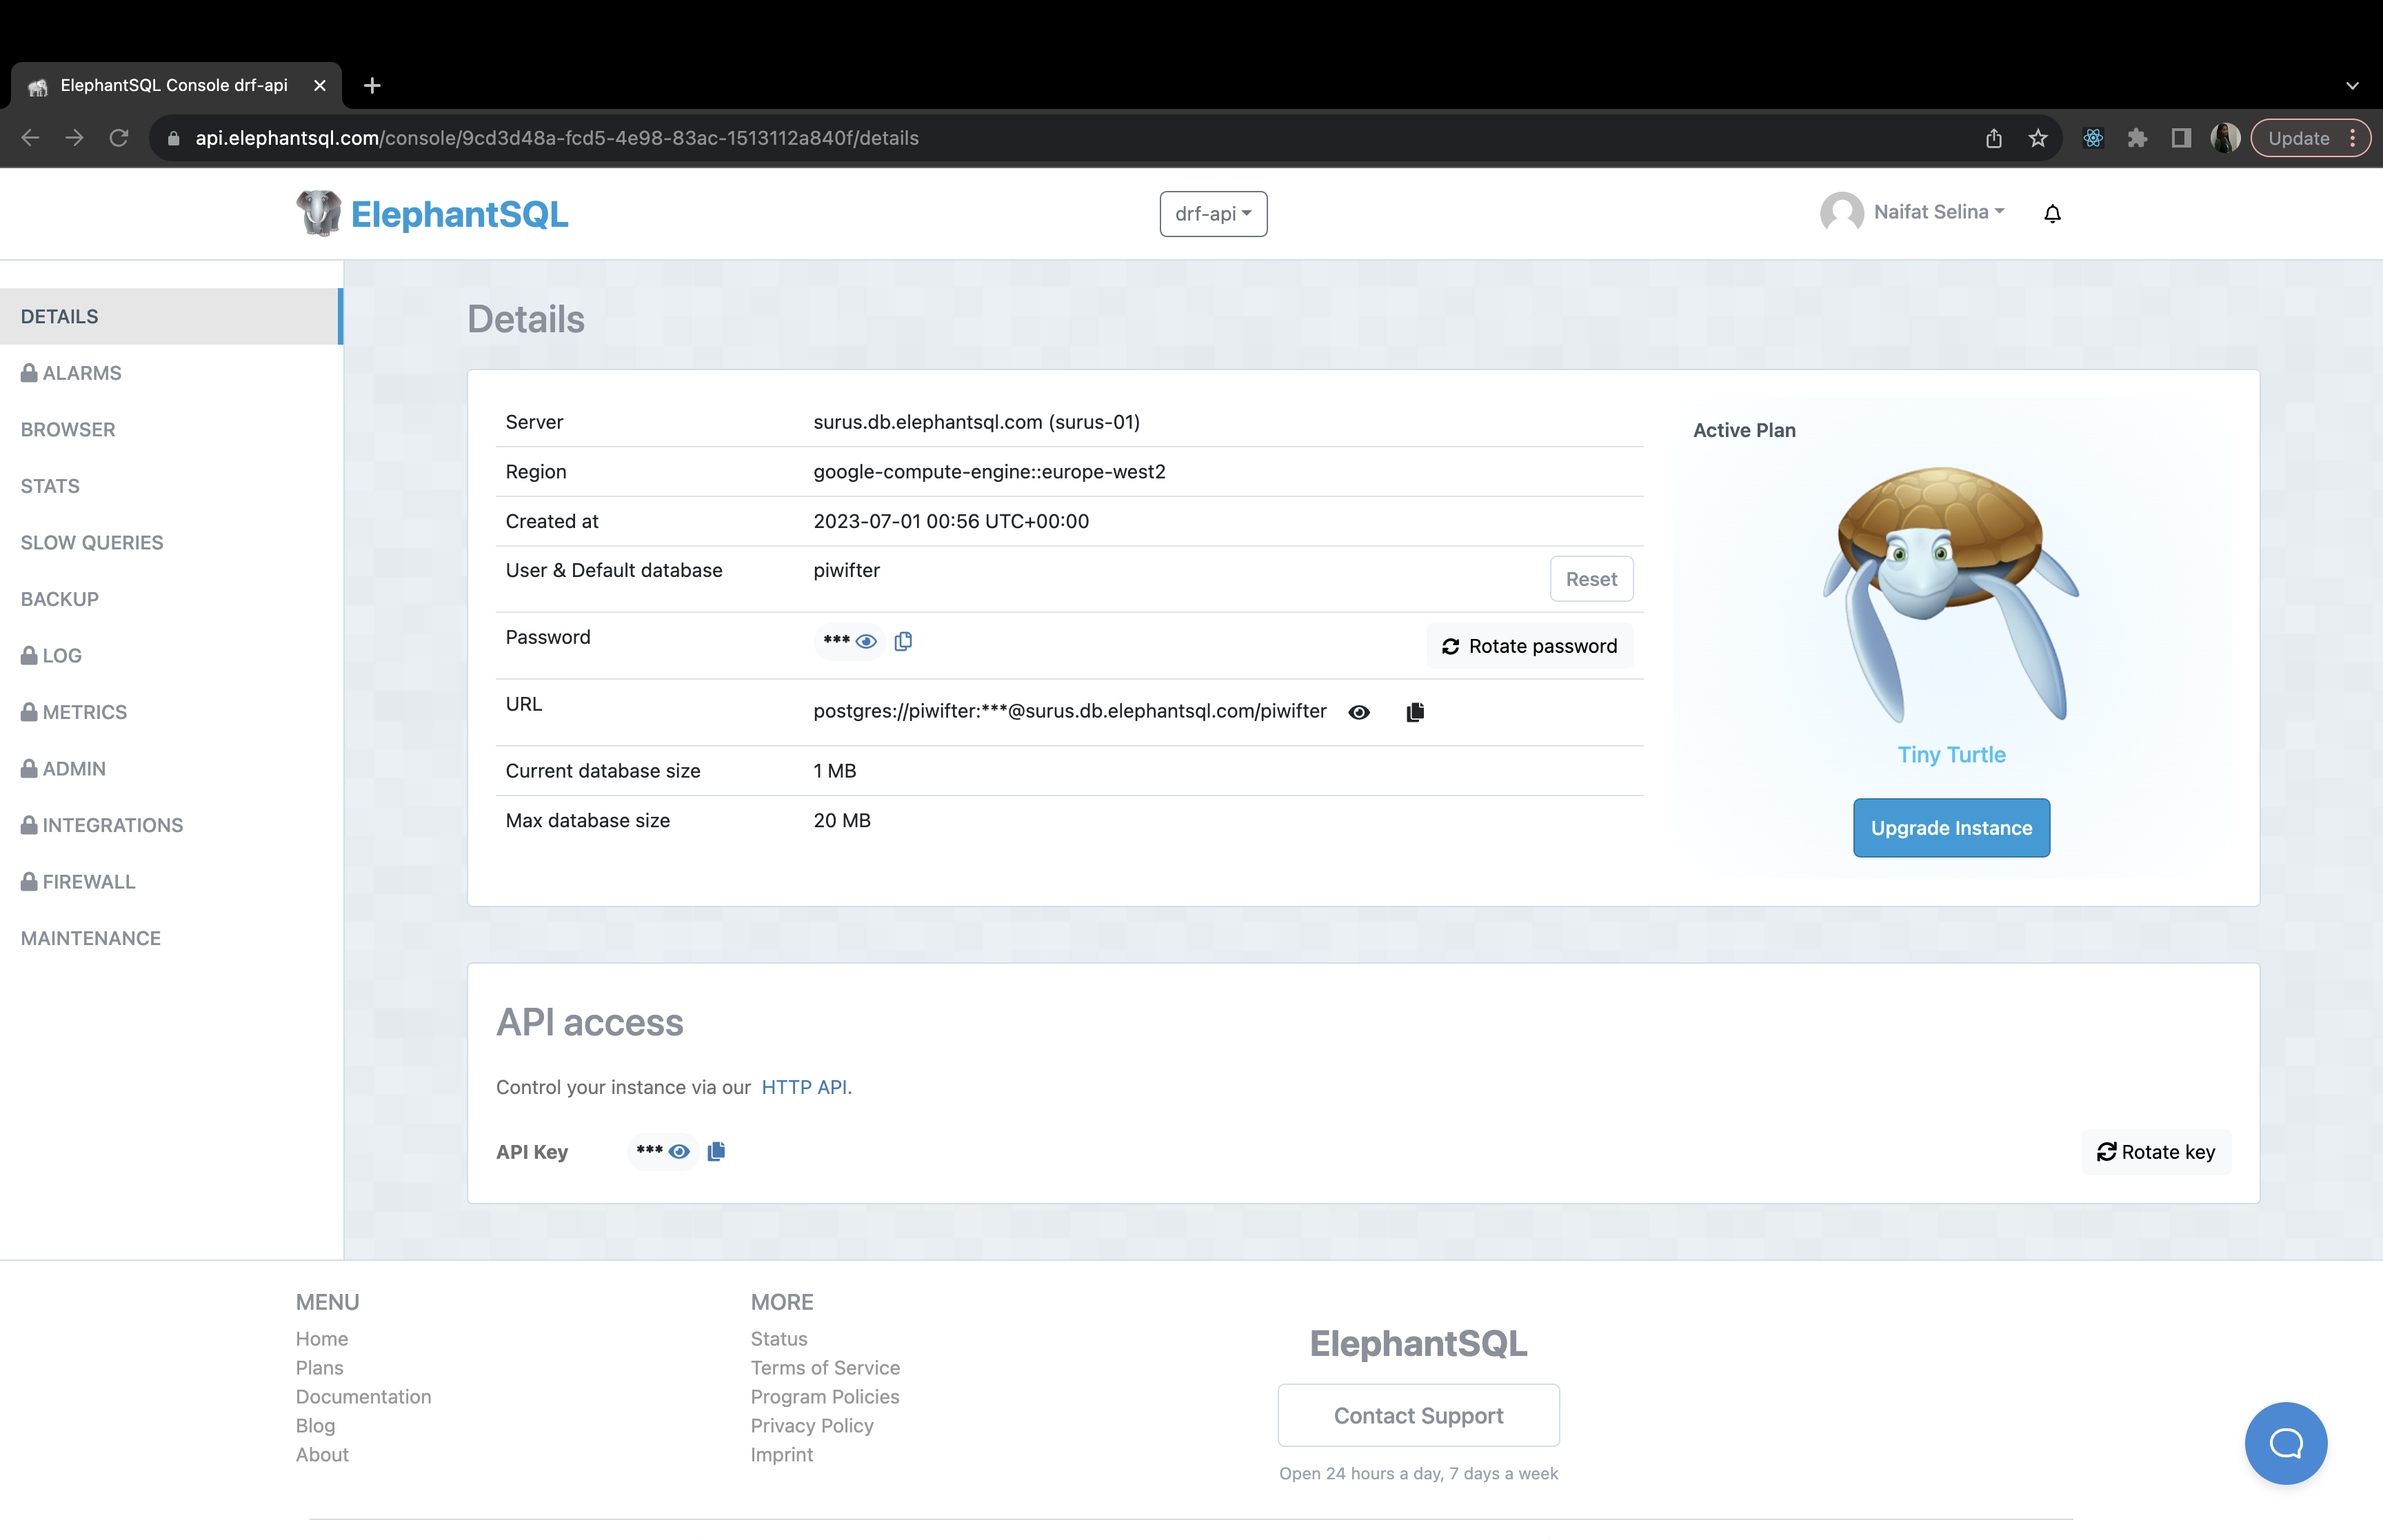 ElephantSQL Console drf-api
api.elephantsql.com/console/9cd3d48a-fcd5-4e98-83ac-1513112a840f/details
Update
ElephantSQL
drf-api
Naifat Selina
DETAILS
ALARMS
BROWSER
STATS
SLOW QUERIES
BACKUP
LOG
METRICS
ADMIN
INTEGRATIONS
FIREWALL
MAINTENANCE
Details
Server surus.db.elephantsql.com (surus-01)
Region google-compute-engine::europe-west2
Created at 2023-07-01 00:56 UTC+00:00
User & Default database piwifter Reset
Password *** Rotate password
URL postgres://piwifter:***@surus.db.elephantsql.com/piwifter
Current database size 1 MB
Max database size 20 MB
Active Plan
Tiny Turtle
Upgrade Instance
API access
Control your instance via our HTTP API.
API Key *** Rotate key
MENU
Home
Plans
Documentation
Blog
About
MORE
Status
Terms of Service
Program Policies
Privacy Policy
Imprint
ElephantSQL
Contact Support
Open 24 hours a day, 7 days a week